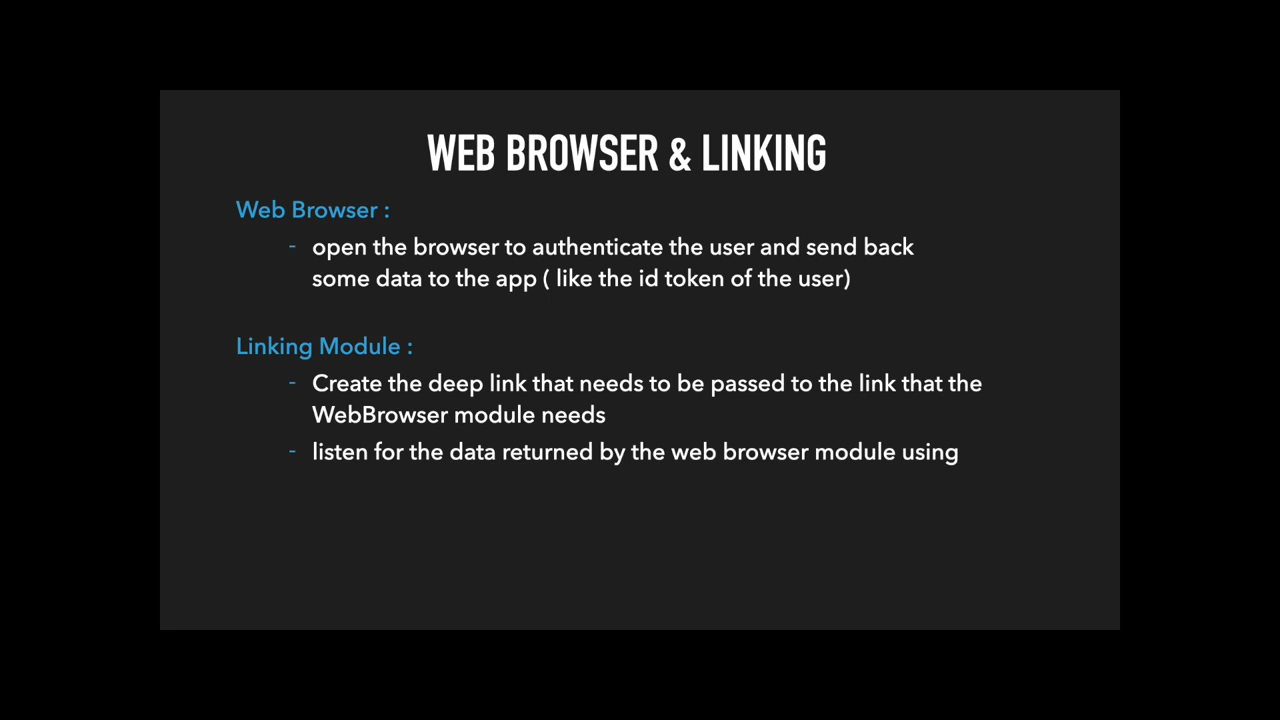 WEB BROWSER & LINKING
Web Browser :
- open the browser to authenticate the user and send back
some data to the app ( like the id token of the user)
Linking Module :
- Create the deep link that needs to be passed to the link that the
WebBrowser module needs
- listen for the data returned by the web browser module using